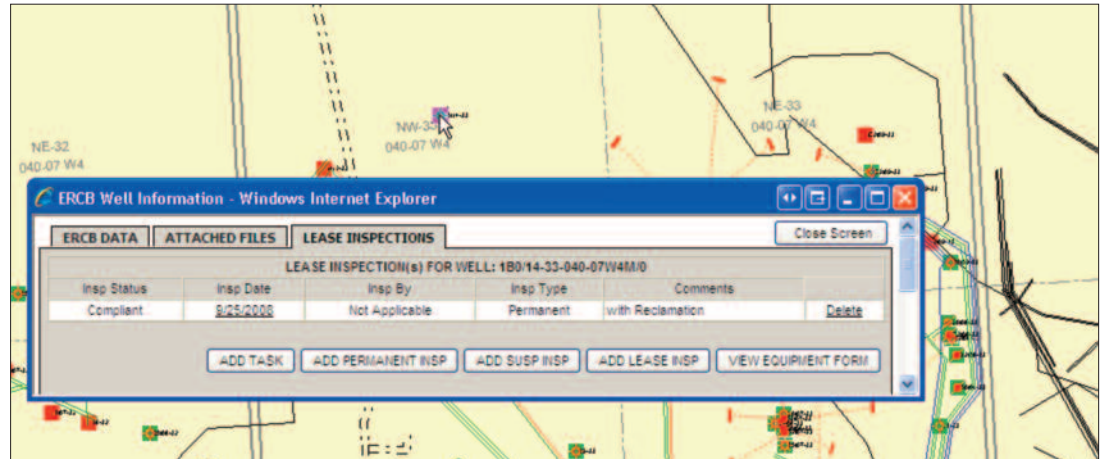 NE-32
040-07 W4
NW-33
040-07 W4
NE-33
040-07 W4
ERCB Well Information - Windows Internet Explorer
ERCB DATA
ATTACHED FILES
LEASE INSPECTIONS
Close Screen
LEASE INSPECTION(s) FOR WELL: 1B0/14-33-040-07W4M/0
Insp Status Insp Date Insp By Insp Type Comments
Compliant 9/25/2008 Not Applicable Permanent with Reclamation Delete
ADD TASK
ADD PERMANENT INSP
ADD SUSP INSP
ADD LEASE INSP
VIEW EQUIPMENT FORM